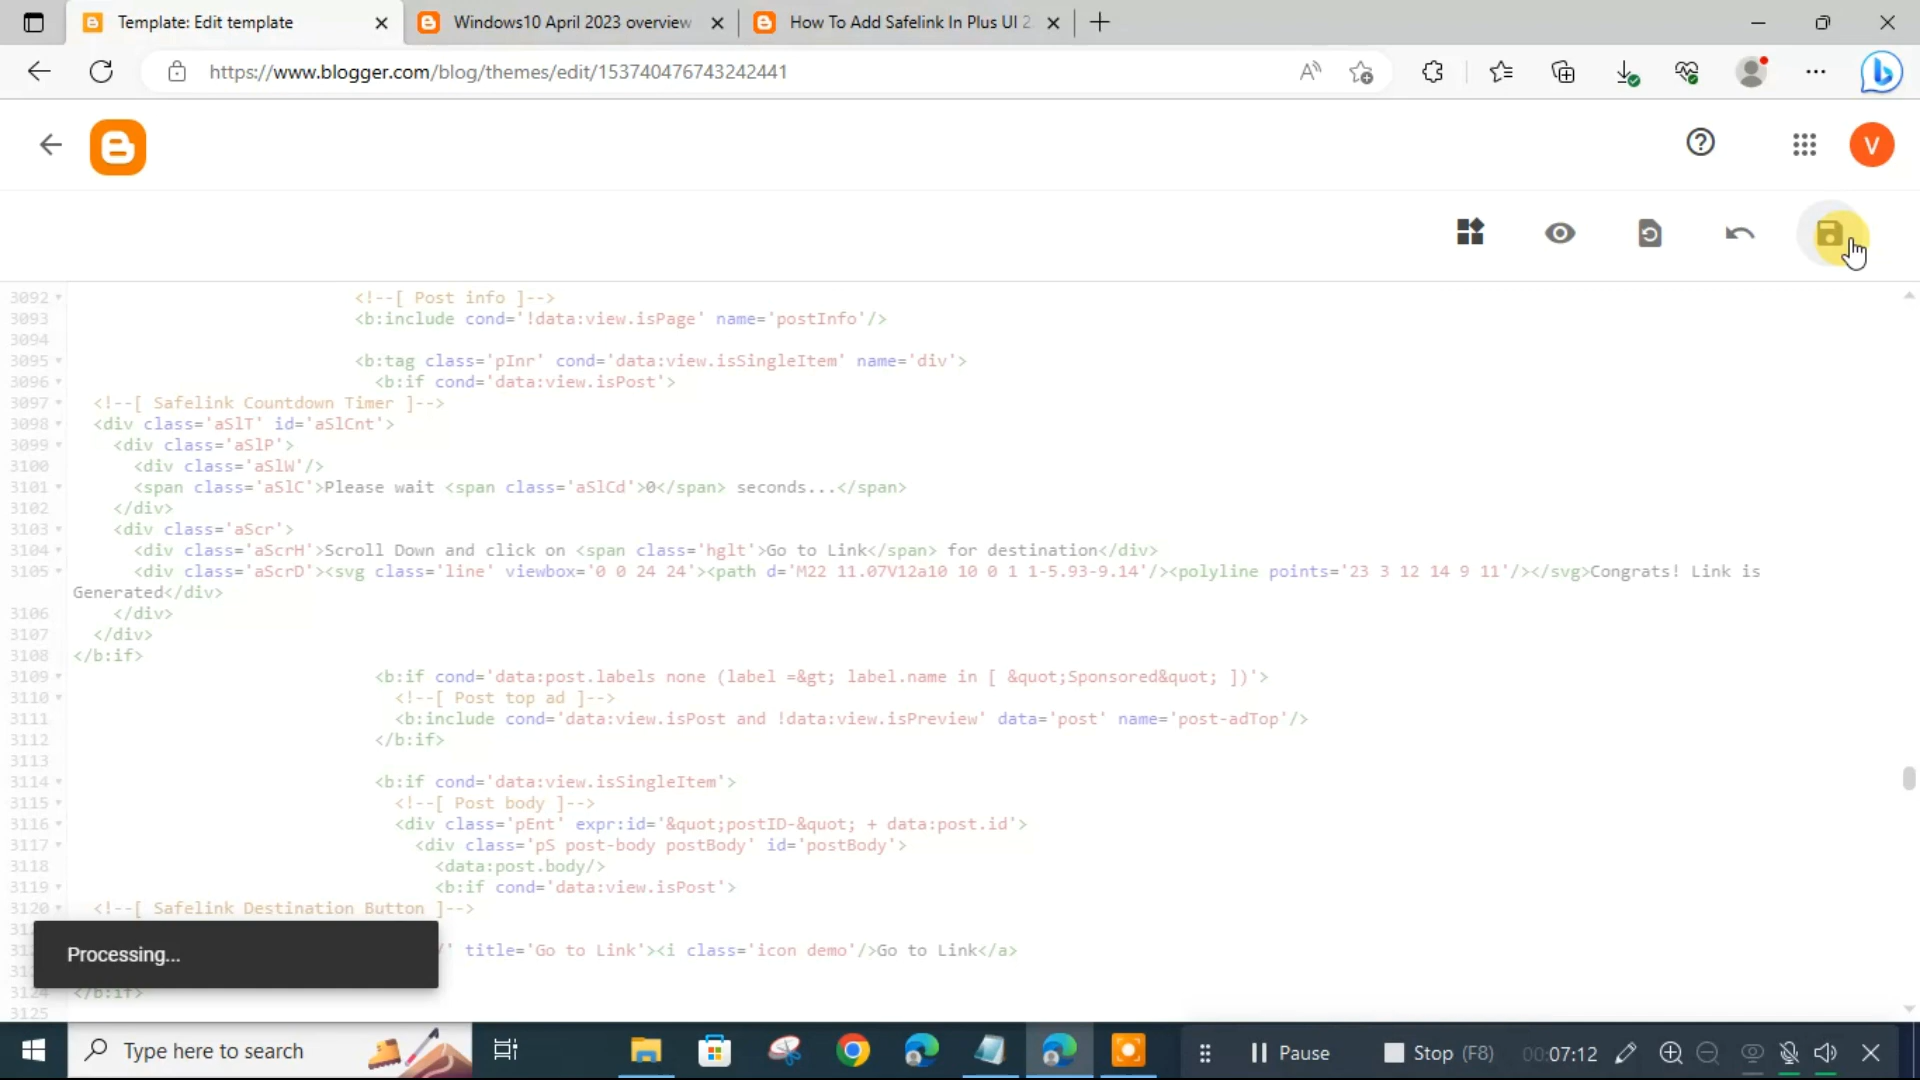 Template: Edit template
Windows10 April 2023 overview
How To Add Safelink In Plus UI 2
https://www.blogger.com/blog/themes/edit/153740476743242441
V
3092 <!--[ Post info ]-->
3093 <b:include cond='!data:view.isPage' name='postInfo'/>
3094
3095 <b:tag class='pInr' cond='data:view.isSingleItem' name='div'>
3096 <b:if cond='data:view.isPost'>
3097 <!--[ Safelink Countdown Timer ]-->
3098 <div class='aSlT' id='aSlCnt'>
3099 <div class='aSlP'>
3100 <div class='aSlW'/>
3101 <span class='aSlC'>Please wait <span class='aSlCd'>0</span> seconds...</span>
3102 </div>
3103 <div class='aScr'>
3104 <div class='aScrH'>Scroll Down and click on <span class='hglt'>Go to Link</span> for destination</div>
3105 <div class='aScrD'><svg class='line' viewbox='0 0 24 24'><path d='M22 11.07V12a10 10 0 1 1-5.93-9.14'/><polyline points='23 3 12 14 9 11'/></svg>Congrats! Link is
Generated</div>
3106 </div>
3107 </div>
3108 </b:if>
3109 <b:if cond='data:post.labels none (label =&gt; label.name in [ &quot;Sponsored&quot; ])'>
3110 <!--[ Post top ad ]-->
3111 <b:include cond='data:view.isPost and !data:view.isPreview' data='post' name='post-adTop'/>
3112 </b:if>
3113
3114 <b:if cond='data:view.isSingleItem'>
3115 <!--[ Post body ]-->
3116 <div class='pEnt' expr:id='&quot;postID-&quot; + data:post.id'>
3117 <div class='pS post-body postBody' id='postBody'>
3118 <data:post.body/>
3119 <b:if cond='data:view.isPost'>
3120 <!--[ Safelink Destination Button ]-->
Processing...
/' title='Go to Link'><i class='icon demo'/>Go to Link</a>
3124 </b:if>
3125
Type here to search
Pause
Stop (F8)
00:07:12